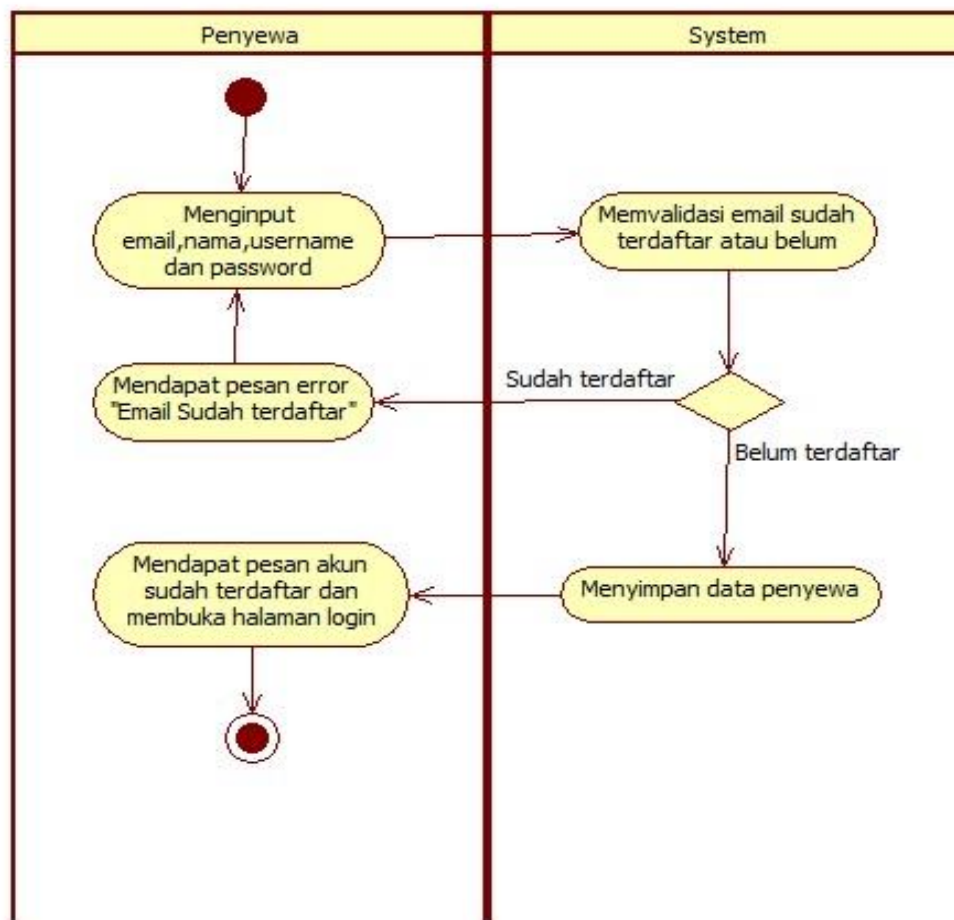 Penyewa
System
Menginput
email,nama,username
dan password
Memvalidasi email sudah
terdaftar atau belum
Sudah terdaftar
Mendapat pesan error
"Email Sudah terdaftar"
Belum terdaftar
Mendapat pesan akun
sudah terdaftar dan
membuka halaman login
Menyimpan data penyewa